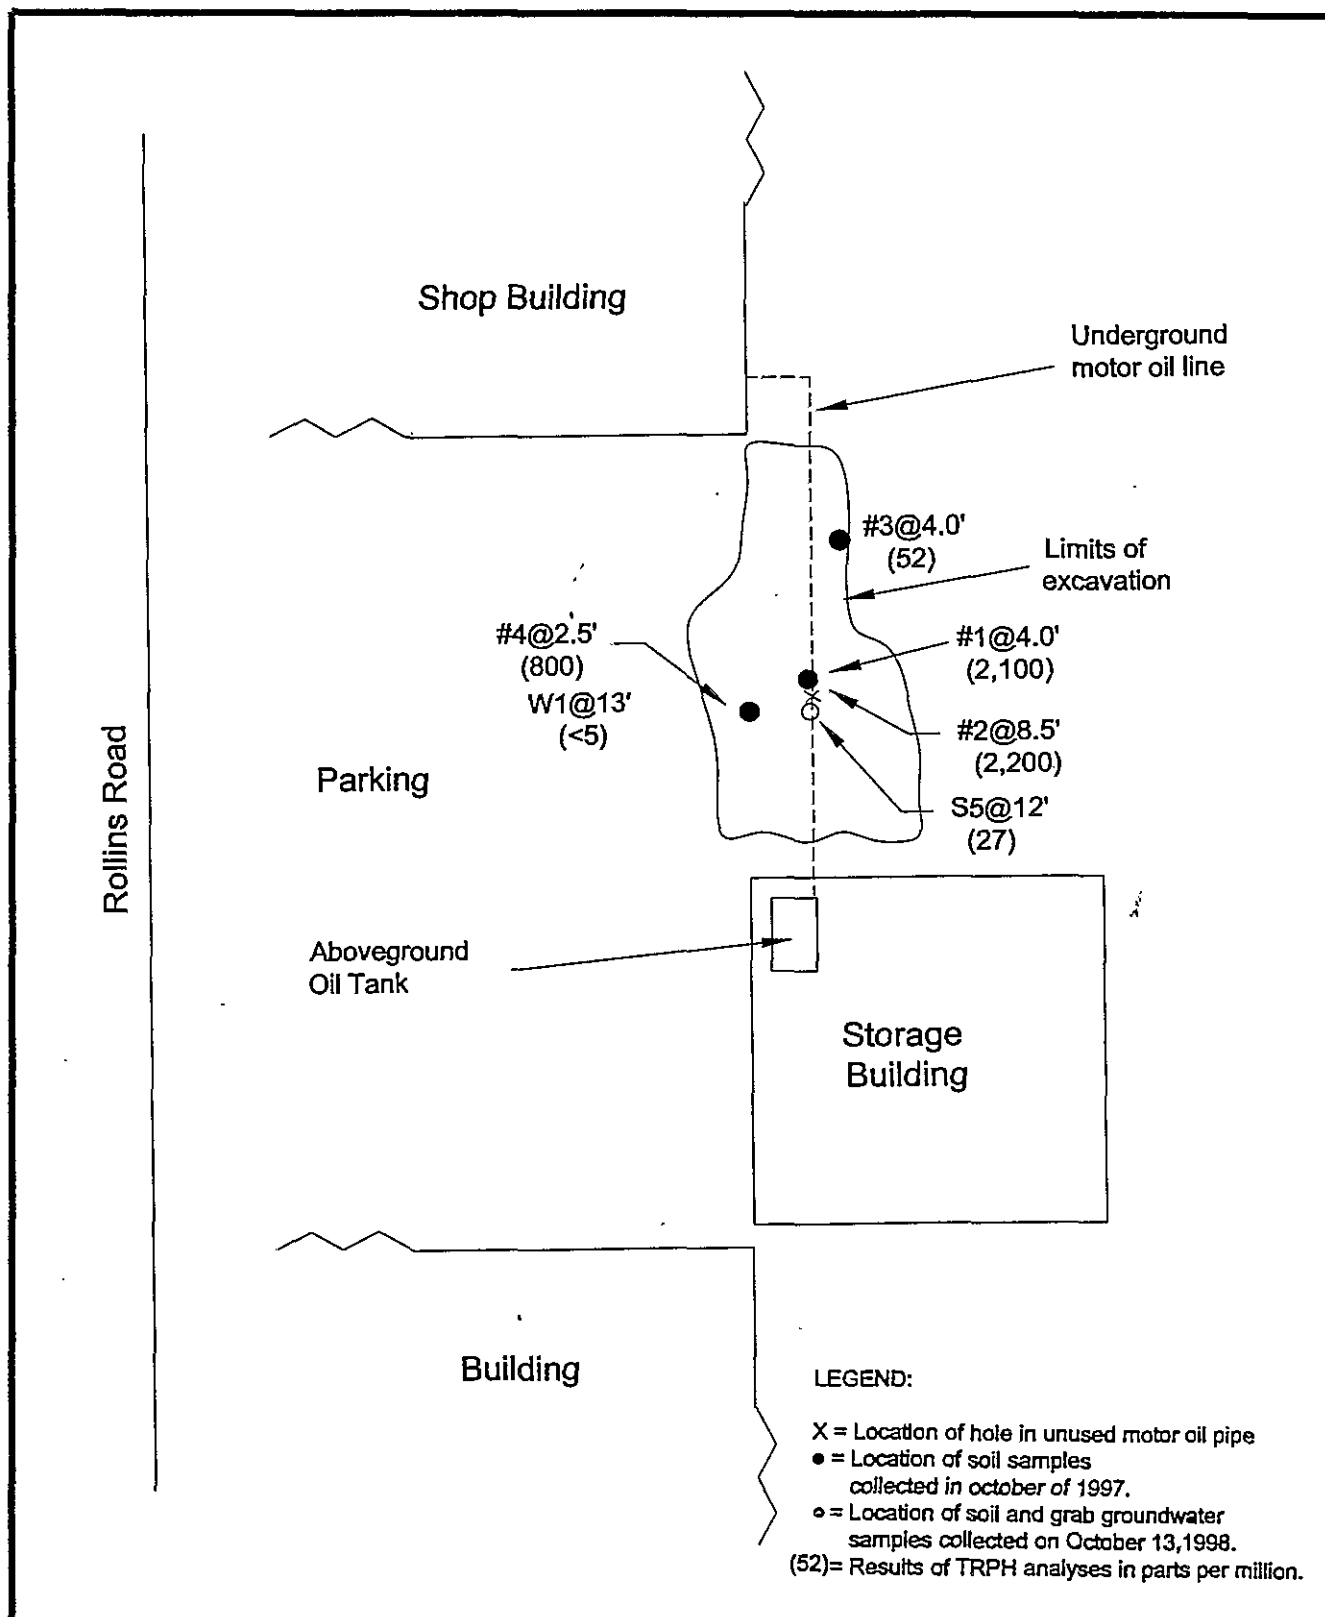 Shop Building
Underground
motor oil line
#3@4.0'
(52)
Limits of
excavation
#4@2.5'
(800)
W1@13'
(<5)
#1@4.0'
(2,100)
#2@8.5'
(2,200)
S5@12'
(27)
Parking
Rollins Road
Aboveground
Oil Tank
Storage
Building
Building
LEGEND:
X = Location of hole in unused motor oil pipe
● = Location of soil samples
collected in october of 1997.
o = Location of soil and grab groundwater
samples collected on October 13,1998.
(52)= Results of TRPH analyses in parts per million.